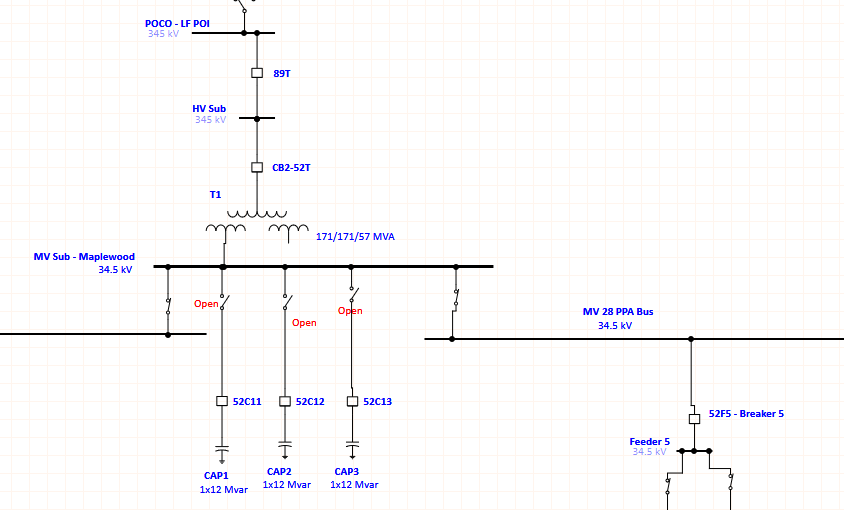 POCO - LF POI
345 kV
89T
HV Sub
345 kV
CB2-52T
T1
171/171/57 MVA
MV Sub - Maplewood
34.5 kV
Open
Open
Open
MV 28 PPA Bus
34.5 kV
52C11
52C12
52C13
52F5 - Breaker 5
Feeder 5
34.5 kV
CAP1
1x12 Mvar
CAP2
1x12 Mvar
CAP3
1x12 Mvar